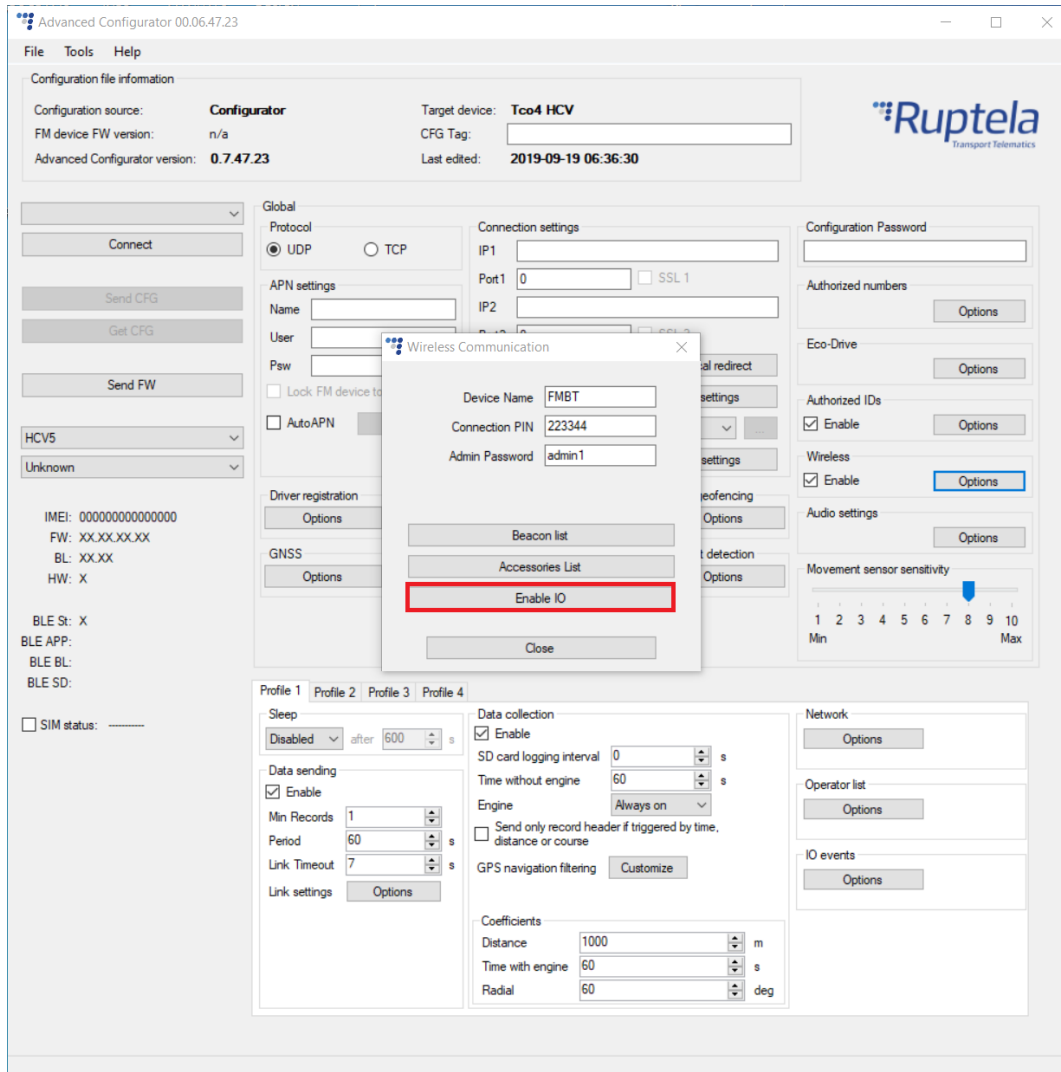 Advanced Configurator 00.06.47.23
File Tools Help
Configuration file information
Configuration source: Configurator Target device: Tco4 HCV
FM device FW version: n/a CFG Tag:
Advanced Configurator version: 0.7.47.23 Last edited: 2019-09-19 06:36:30
Ruptela
Transport Telematics
Connect
Send CFG
Get CFG
Send FW
HCV5
Unknown
IMEI: 000000000000000
FW: XX.XX.XX.XX
BL: XX.XX
HW: X
BLE St: X
BLE APP:
BLE BL:
BLE SD:
SIM status: -----------
Global
Protocol
UDP TCP
APN settings
Name
User
Psw
Lock FM device to
AutoAPN
Driver registration
Options
GNSS
Options
Connection settings
IP1
Port1 0 SSL 1
IP2
al redirect
settings
...
settings
geofencing
Options
t detection
Options
Configuration Password
Authorized numbers
Options
Eco-Drive
Options
Authorized IDs
Enable Options
Wireless
Enable Options
Audio settings
Options
Movement sensor sensitivity
1 2 3 4 5 6 7 8 9 10
Min Max
Wireless Communication
Device Name FMBT
Connection PIN 223344
Admin Password admin1
Beacon list
Accessories List
Enable IO
Close
Profile 1 Profile 2 Profile 3 Profile 4
Sleep
Disabled after 600 s
Data sending
Enable
Min Records 1
Period 60 s
Link Timeout 7 s
Link settings Options
Data collection
Enable
SD card logging interval 0 s
Time without engine 60 s
Engine Always on
Send only record header if triggered by time,
distance or course
GPS navigation filtering Customize
Coefficients
Distance 1000 m
Time with engine 60 s
Radial 60 deg
Network
Options
Operator list
Options
IO events
Options